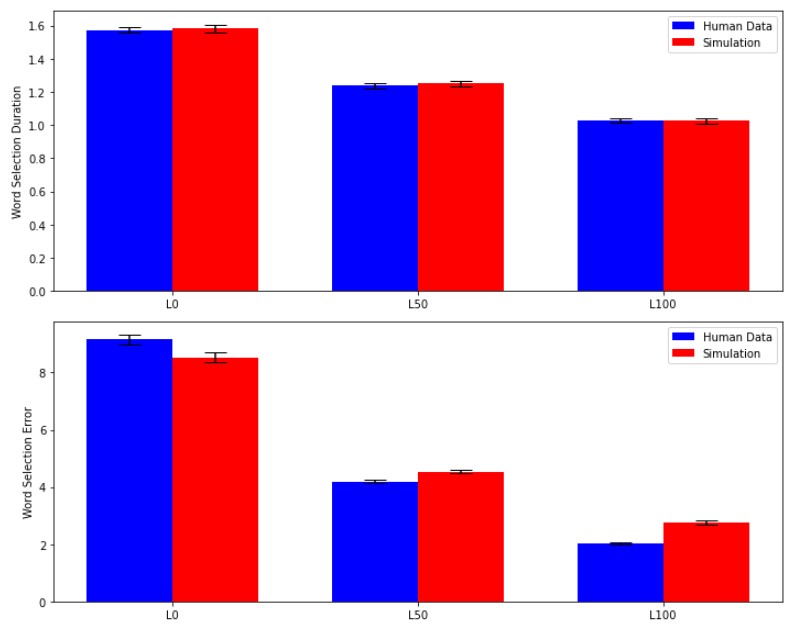 Word Selection Duration
1.6
1.4
1.2
1.0
0.8
0.6
0.4
0.2
0.0
Human Data
Simulation
L0 L50 L100
Word Selection Error
8
6
4
2
0
Human Data
Simulation
L0 L50 L100